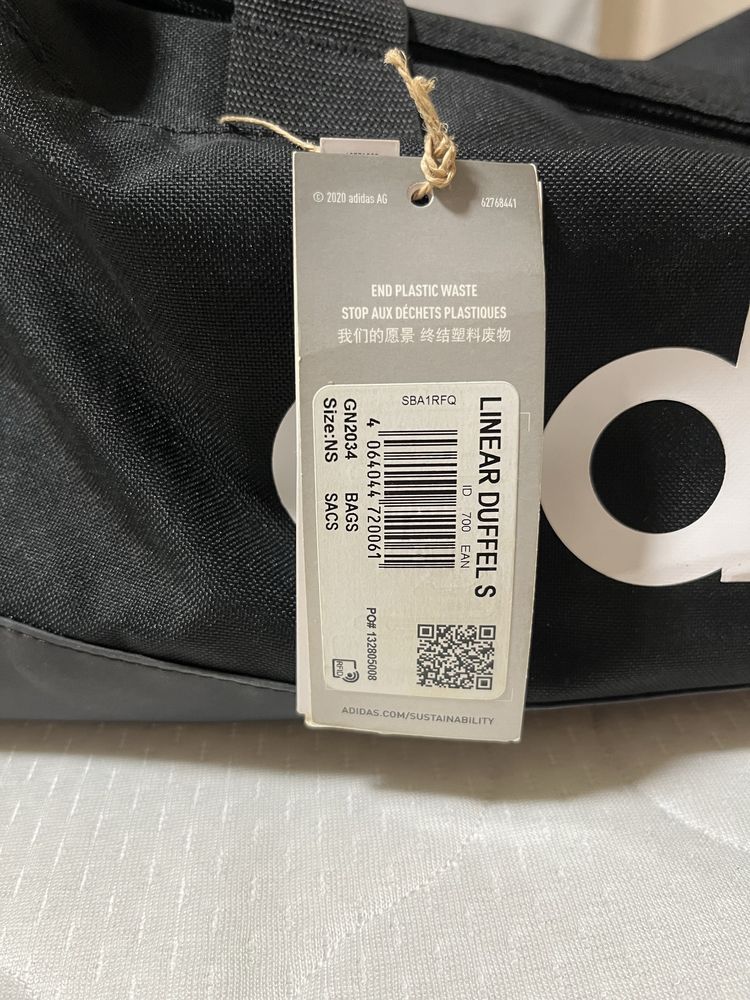 © 2020 adidas AG
62768441
END PLASTIC WASTE
STOP AUX DÉCHETS PLASTIQUES
我们的愿景 终结塑料废物
SBA1RFQ
LINEAR DUFFEL S
ID 700 EAN
4 064044 720061
GN2034 BAGS
Size:NS SACS
PO# 132805008
RFID
ADIDAS.COM/SUSTAINABILITY
d